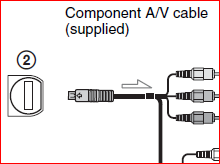 Component A/V cable
(supplied)
②